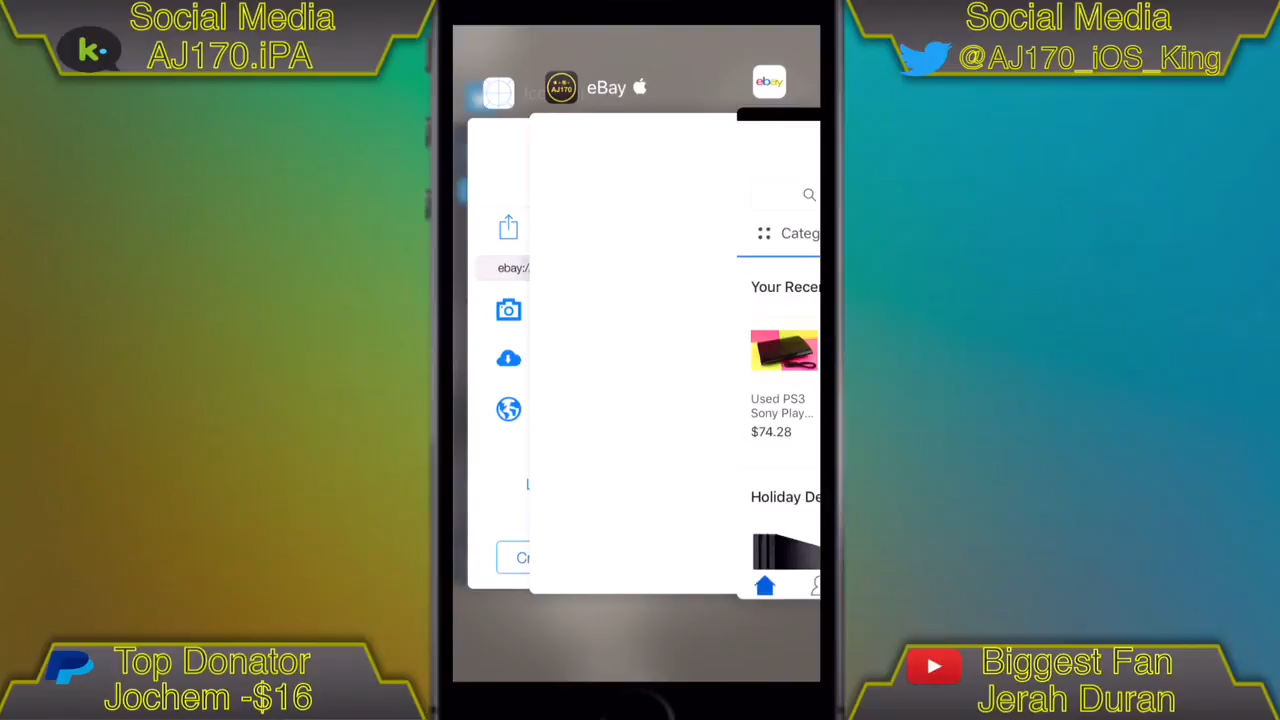 Social Media
AJ170.iPA
Social Media
@AJ170_iOS_King
AJ170
eBay
ebay
ebay:/
Categ
Your Recen
Used PS3
Sony Play...
$74.28
Holiday De
Cr
Top Donator
Jochem -$16
Biggest Fan
Jerah Duran